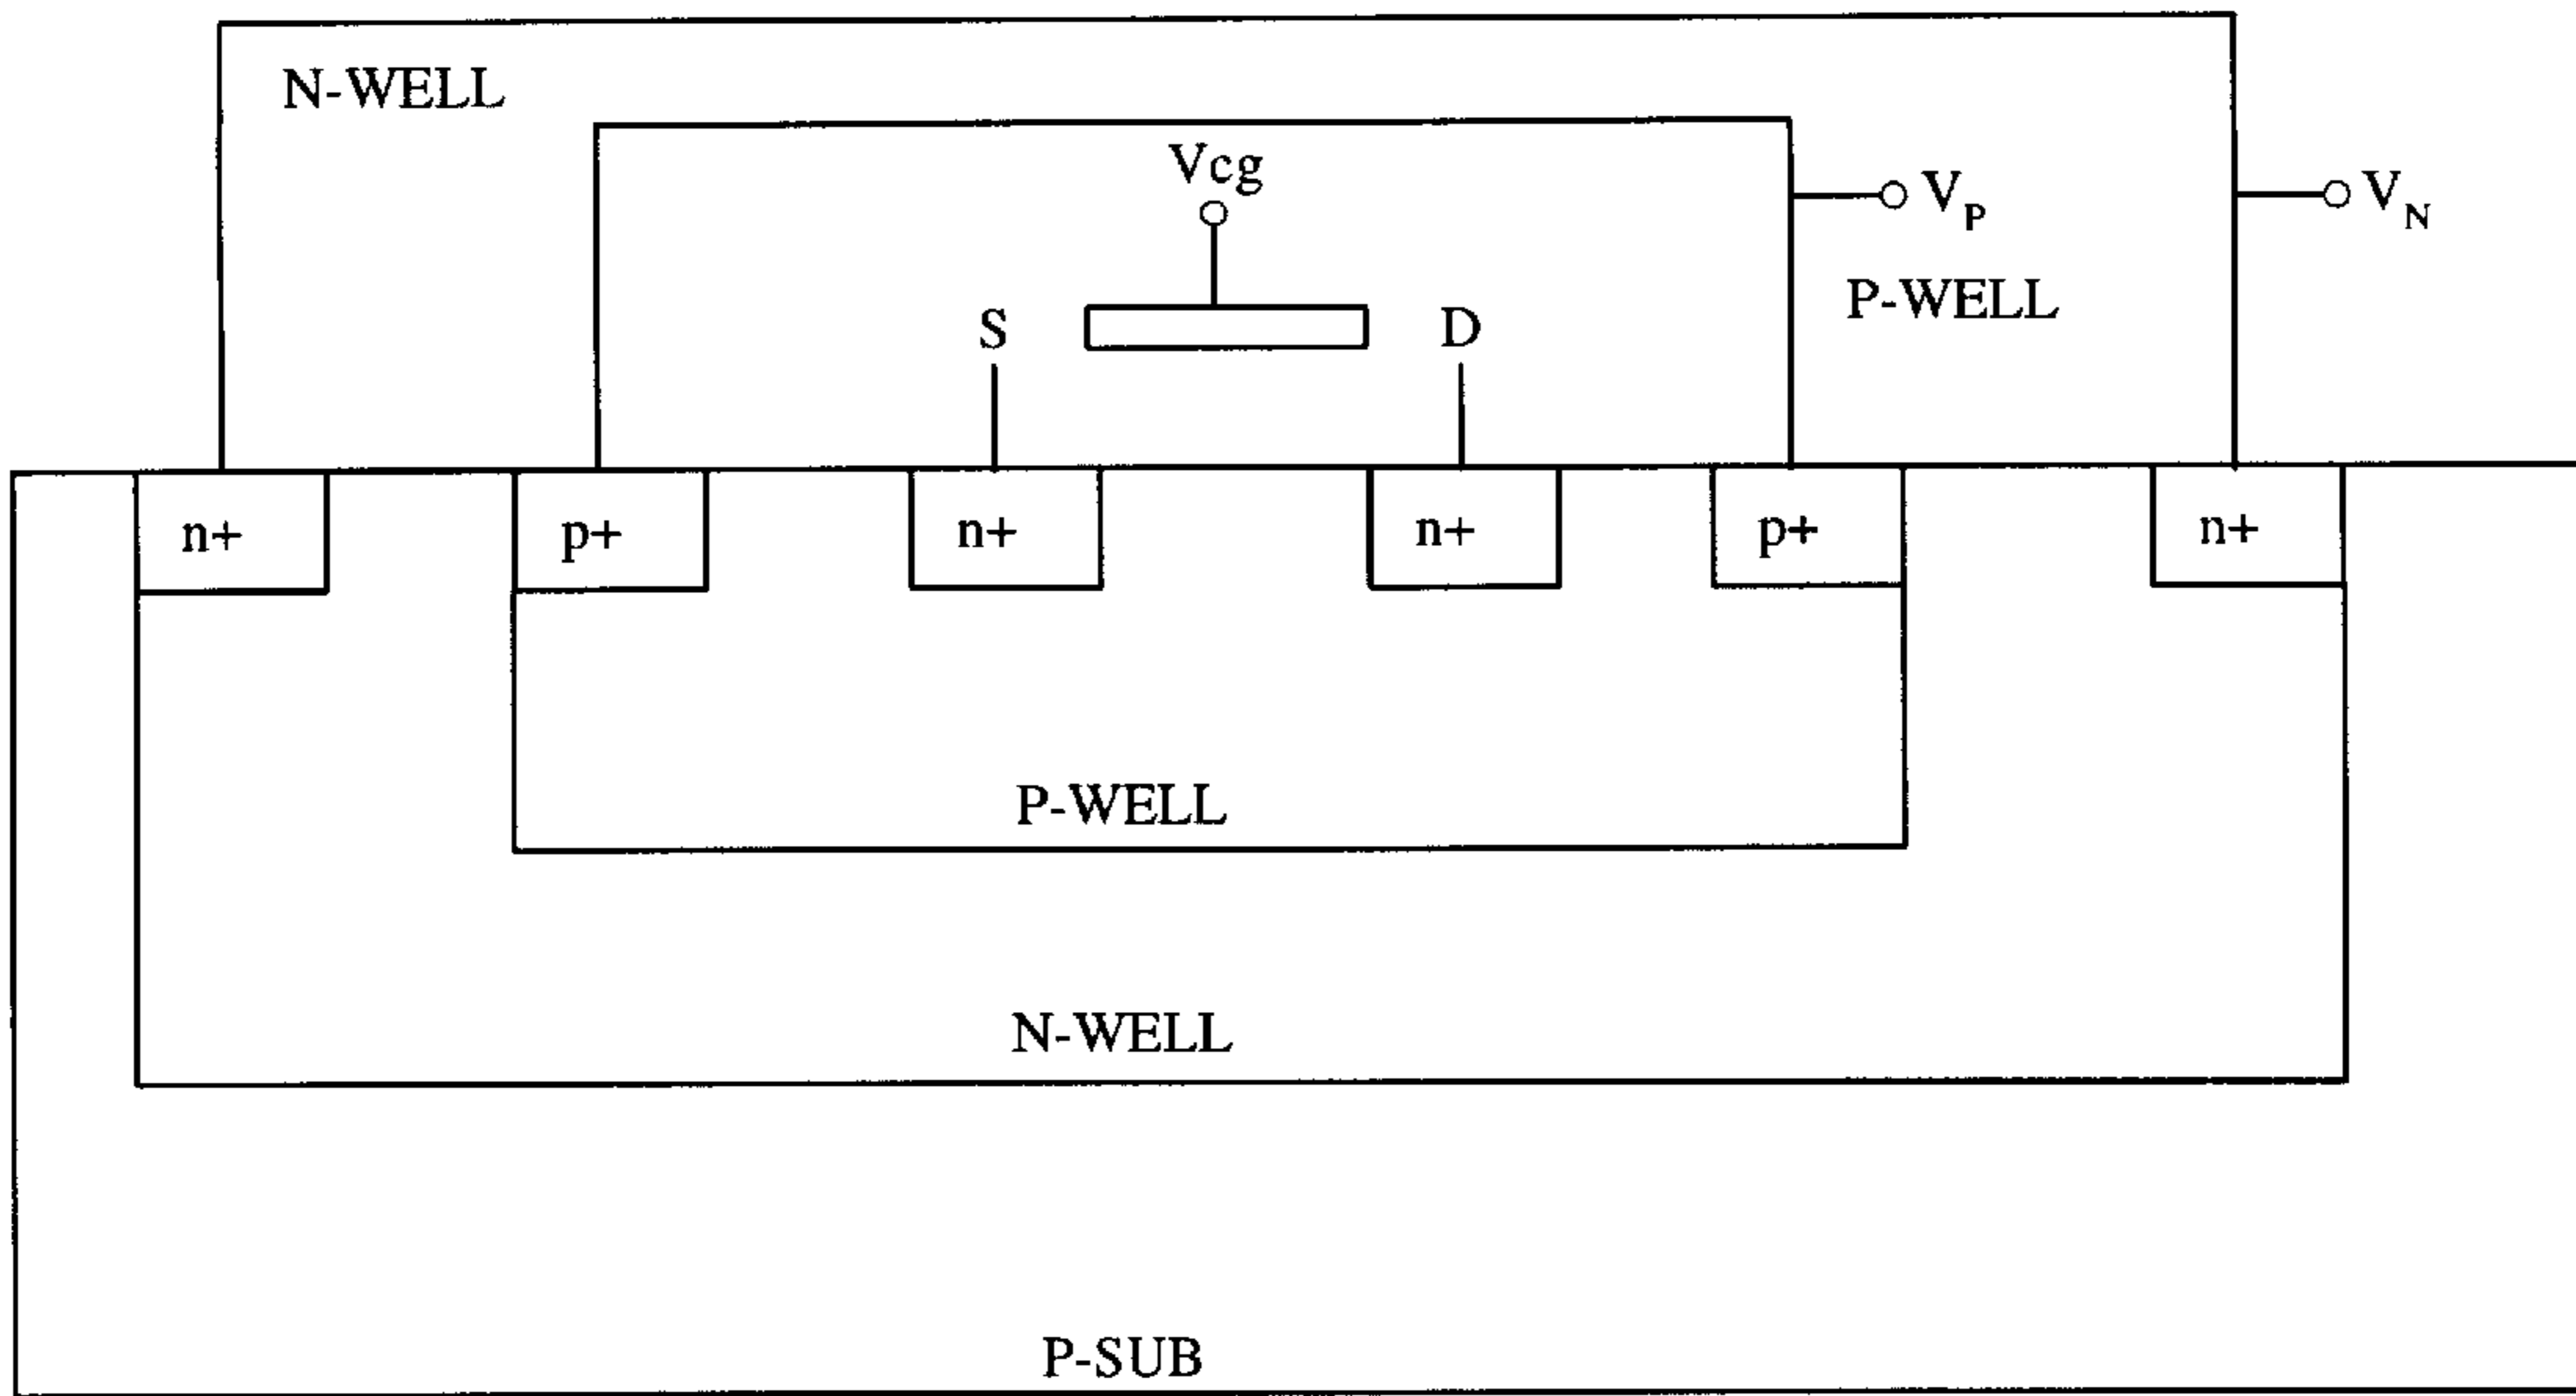 N-WELL
Vcg
V_P
V_N
P-WELL
S
D
n+
p+
n+
n+
p+
n+
P-WELL
N-WELL
P-SUB